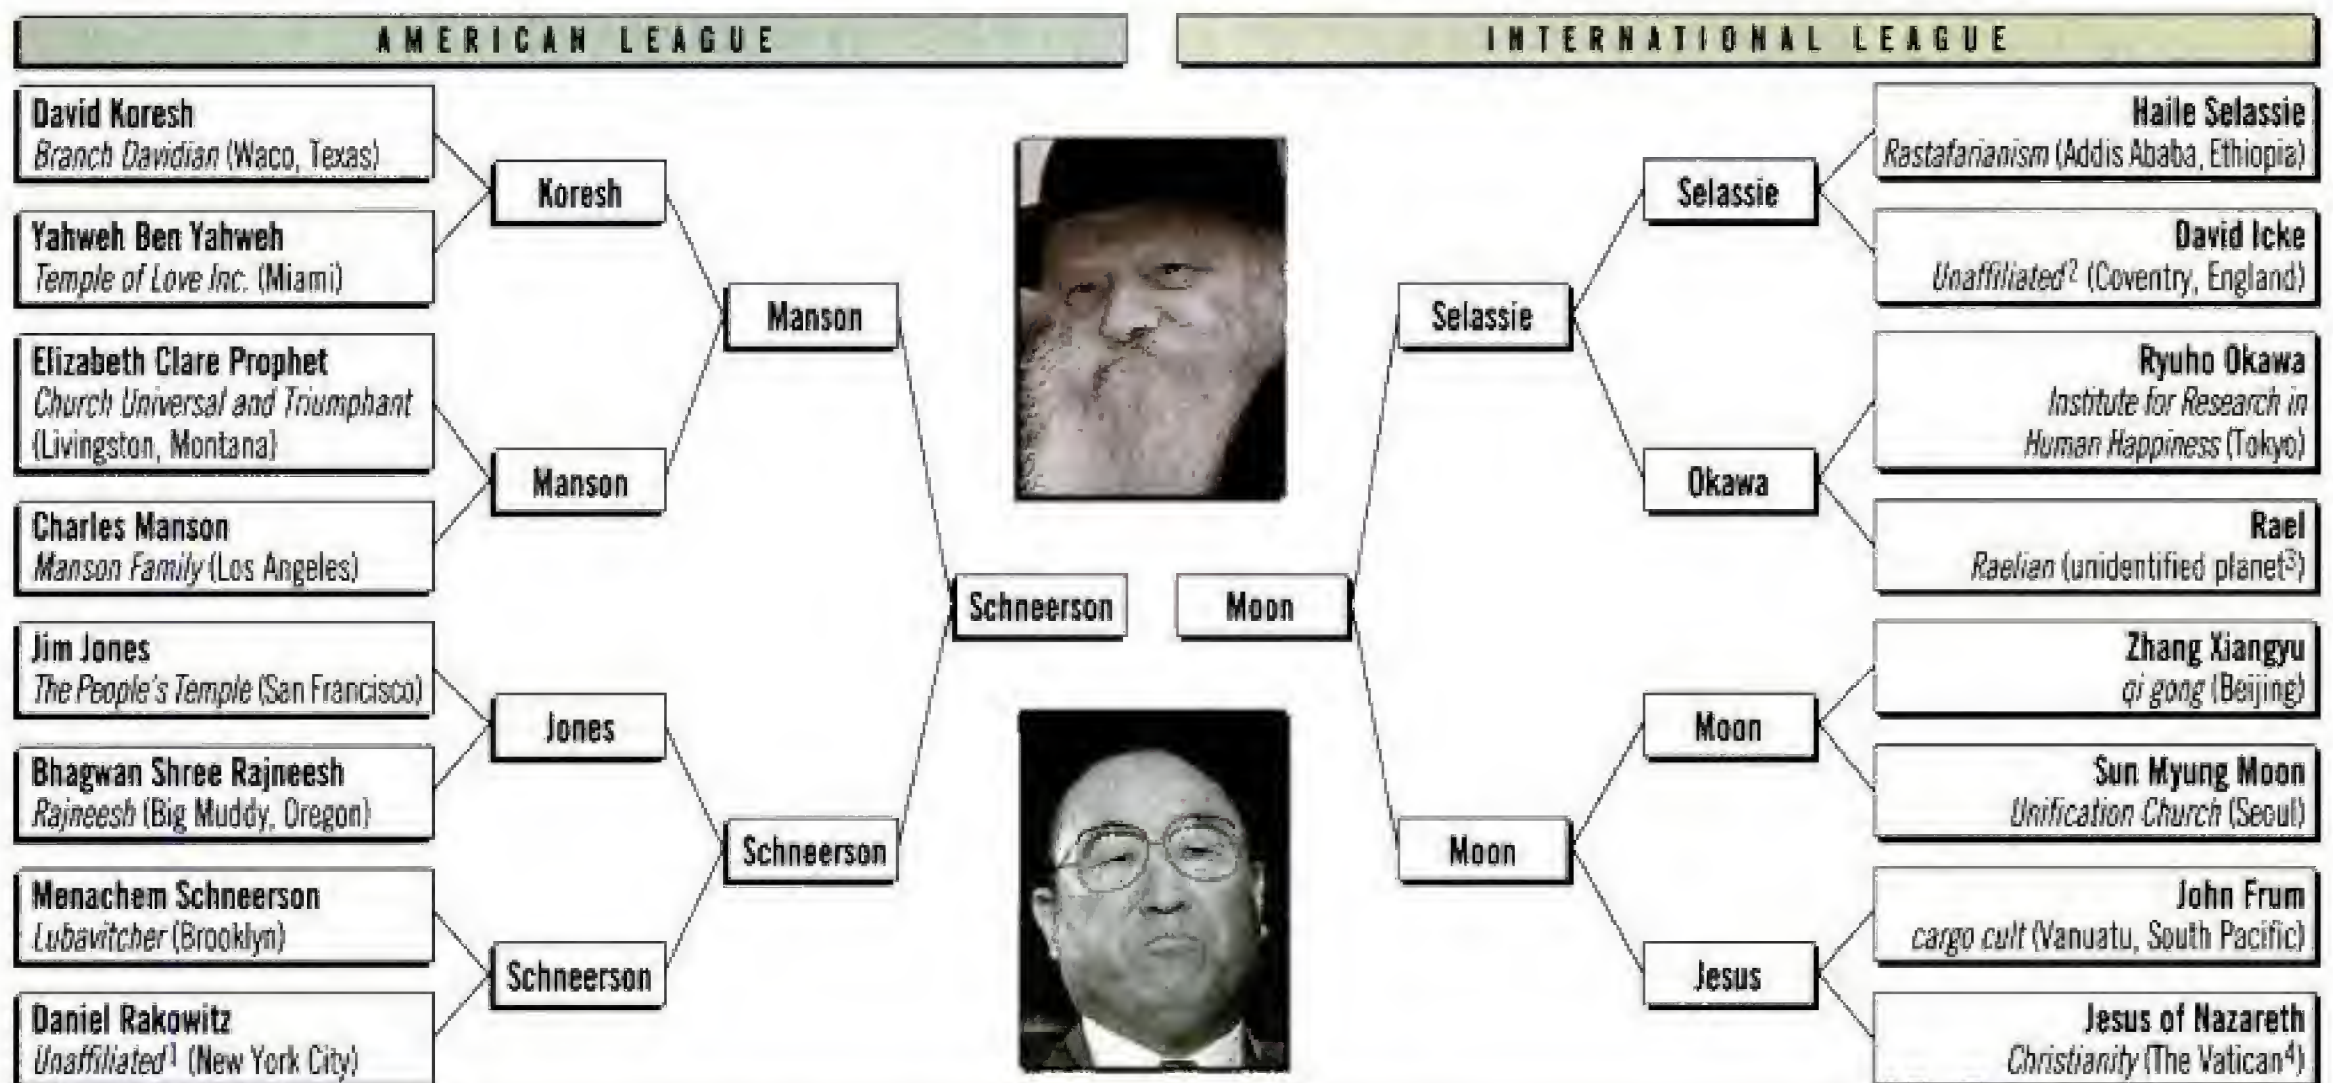 AMERICAN LEAGUE
David Koresh
Branch Davidian (Waco, Texas)
Yahweh Ben Yahweh
Temple of Love Inc. (Miami)
Elizabeth Clare Prophet
Church Universal and Triumphant
(Livingston, Montana)
Charles Manson
Manson Family (Los Angeles)
Jim Jones
The People's Temple (San Francisco)
Bhagwan Shree Rajneesh
Rajneesh (Big Muddy, Oregon)
Menachem Schneerson
Lubavitcher (Brooklyn)
Daniel Rakowitz
Unaffiliated1 (New York City)
Koresh
Manson
Jones
Schneerson
Manson
Schneerson
Schneerson
INTERNATIONAL LEAGUE
Moon
Selassie
Moon
Selassie
Okawa
Moon
Jesus
Haile Selassie
Rastafarianism (Addis Ababa, Ethiopia)
David Icke
Unaffiliated2 (Coventry, England)
Ryuho Okawa
Institute for Research in
Human Happiness (Tokyo)
Rael
Raelian (unidentified planet3)
Zhang Xiangyu
qi gong (Beijing)
Sun Myung Moon
Unification Church (Seoul)
John Frum
cargo cult (Vanuatu, South Pacific)
Jesus of Nazareth
Christianity (The Vatican4)